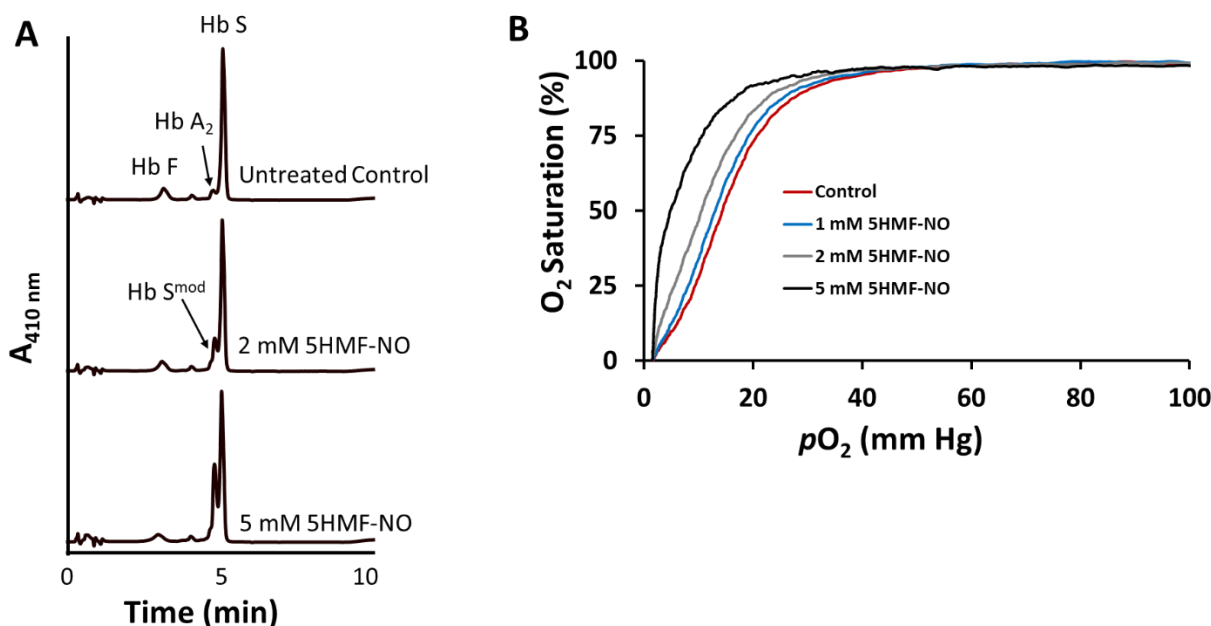 A
Hb S
Hb A₂
Hb F
Untreated Control
Hb Sᵐᵒᵈ
2 mM 5HMF-NO
5 mM 5HMF-NO
A₄₁₀ ₙₘ
0 5 10
Time (min)
B
O₂ Saturation (%)
100
75
50
25
0
Control
1 mM 5HMF-NO
2 mM 5HMF-NO
5 mM 5HMF-NO
0 20 40 60 80 100
pO₂ (mm Hg)